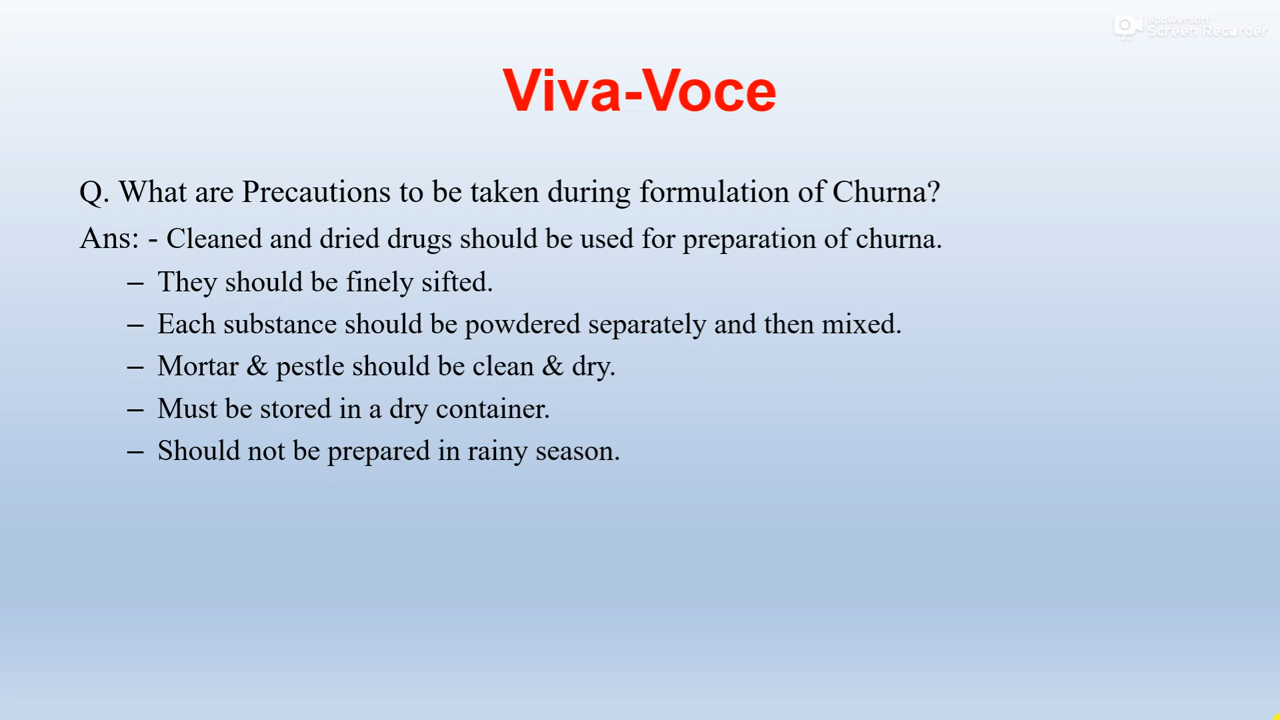 Apowersoft
Screen Recorder
Viva-Voce
Q. What are Precautions to be taken during formulation of Churna?
Ans: - Cleaned and dried drugs should be used for preparation of churna.
– They should be finely sifted.
– Each substance should be powdered separately and then mixed.
– Mortar & pestle should be clean & dry.
– Must be stored in a dry container.
– Should not be prepared in rainy season.